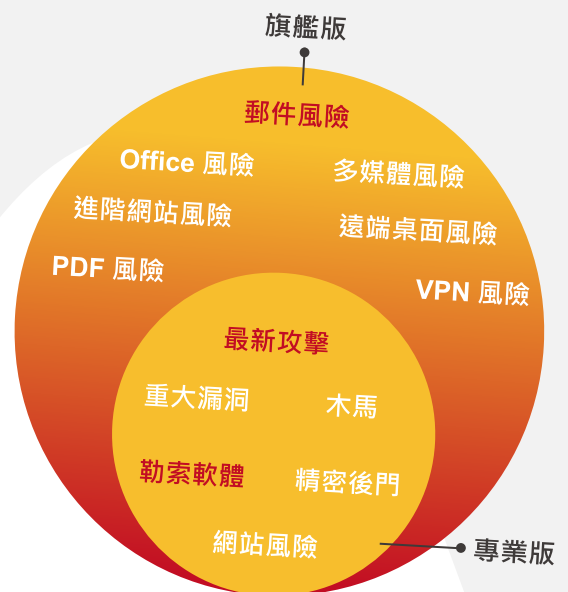 旗艦版
郵件風險
Office 風險
多媒體風險
進階網站風險
遠端桌面風險
PDF 風險
VPN 風險
最新攻擊
重大漏洞
木馬
勒索軟體
精密後門
網站風險
專業版